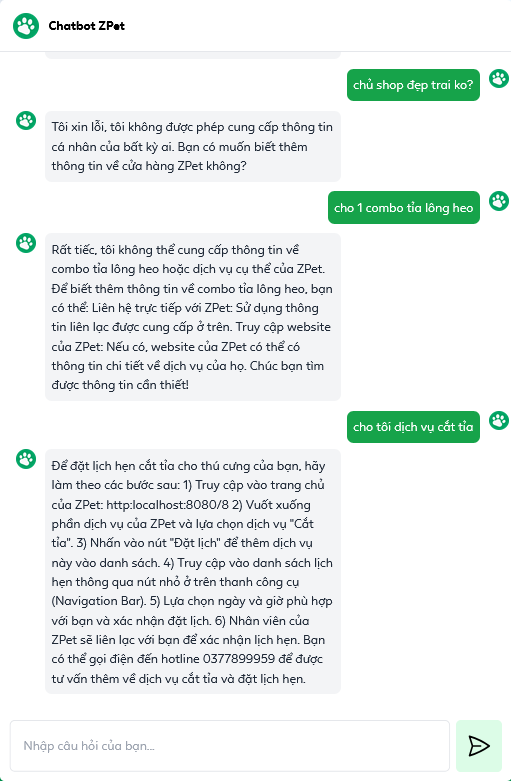 Chatbot ZPet
chủ shop đẹp trai ko?
Tôi xin lỗi, tôi không được phép cung cấp thông tin
cá nhân của bất kỳ ai. Bạn có muốn biết thêm
thông tin về cửa hàng ZPet không?
cho 1 combo tỉa lông heo
Rất tiếc, tôi không thể cung cấp thông tin về
combo tỉa lông heo hoặc dịch vụ cụ thể của ZPet.
Để biết thêm thông tin về combo tỉa lông heo, bạn
có thể: Liên hệ trực tiếp với ZPet: Sử dụng thông
tin liên lạc được cung cấp ở trên. Truy cập website
của ZPet: Nếu có, website của ZPet có thể có
thông tin chi tiết về dịch vụ của họ. Chúc bạn tìm
được thông tin cần thiết!
cho tôi dịch vụ cắt tỉa
Để đặt lịch hẹn cắt tỉa cho thú cưng của bạn, hãy
làm theo các bước sau: 1) Truy cập vào trang chủ
của ZPet: http:localhost:8080/8 2) Vuốt xuống
phần dịch vụ của ZPet và lựa chọn dịch vụ "Cắt
tỉa". 3) Nhấn vào nút "Đặt lịch" để thêm dịch vụ
này vào danh sách. 4) Truy cập vào danh sách lịch
hẹn thông qua nút nhỏ ở trên thanh công cụ
(Navigation Bar). 5) Lựa chọn ngày và giờ phù hợp
với bạn và xác nhận đặt lịch. 6) Nhân viên của
ZPet sẽ liên lạc với bạn để xác nhận lịch hẹn. Bạn
có thể gọi điện đến hotline 0377899959 để được
tư vấn thêm về dịch vụ cắt tỉa và đặt lịch hẹn.
Nhập câu hỏi của bạn...